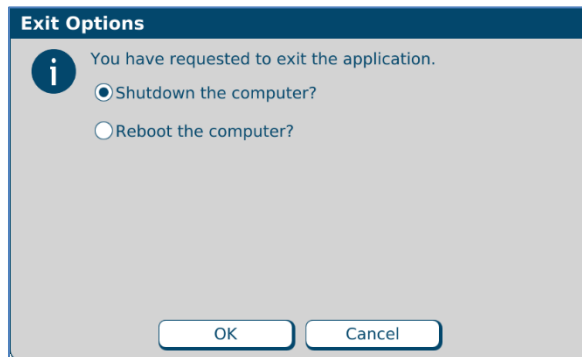 Exit Options
You have requested to exit the application.
Shutdown the computer?
Reboot the computer?
OK
Cancel